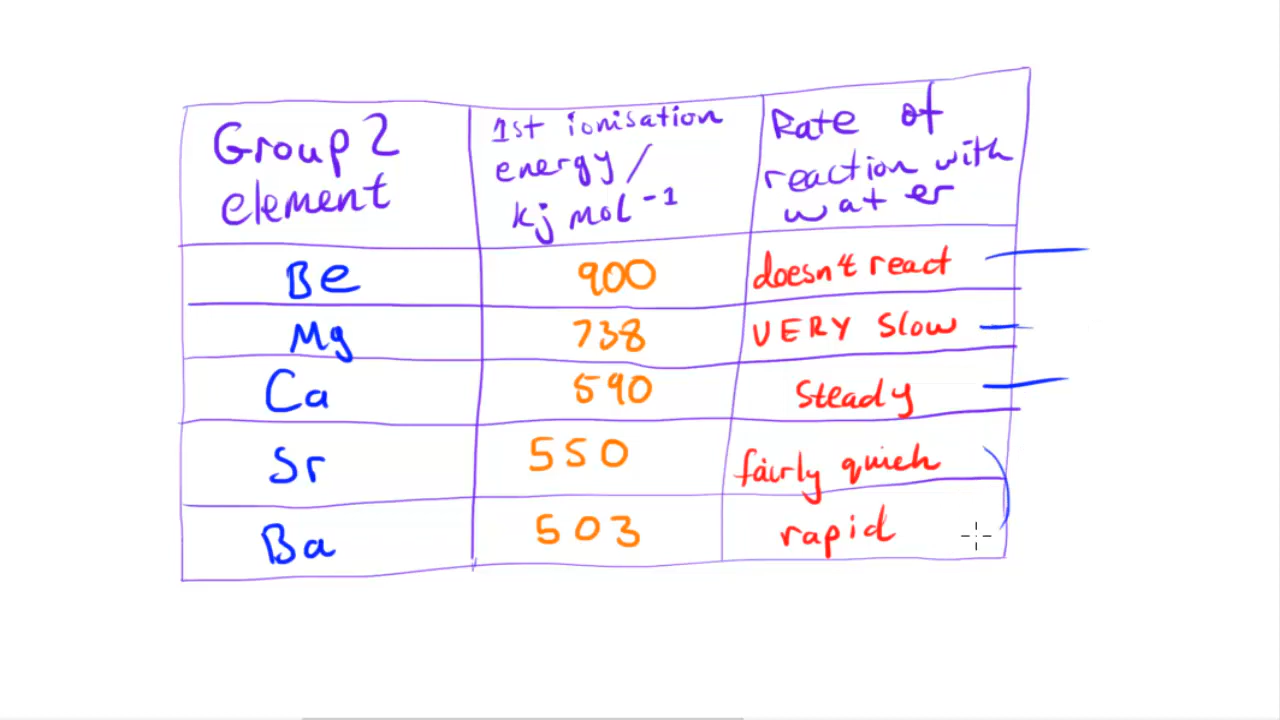 Group 2
element
1st ionisation
energy /
kj mol⁻¹
Rate of
reaction with
water
Be 900 doesn't react
Mg 738 VERY slow
Ca 590 steady
Sr 550 fairly quick
Ba 503 rapid